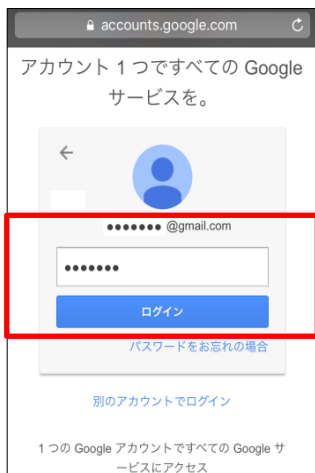 accounts.google.com
アカウント 1 つですべての Google
サービスを。
●●●●●●● @gmail.com
●●●●●●●
ログイン
パスワードをお忘れの場合
別のアカウントでログイン
1 つの Google アカウントですべての Google サ
ービスにアクセス